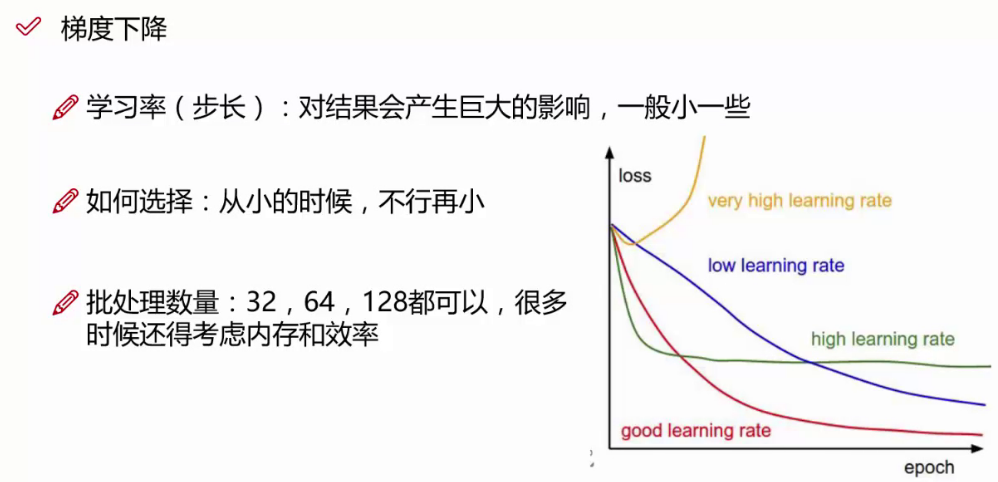 梯度下降
学习率（步长）：对结果会产生巨大的影响，一般小一些
如何选择：从小的时候，不行再小
批处理数量：32，64，128都可以，很多
时候还得考虑内存和效率
loss
very high learning rate
low learning rate
high learning rate
good learning rate
epoch